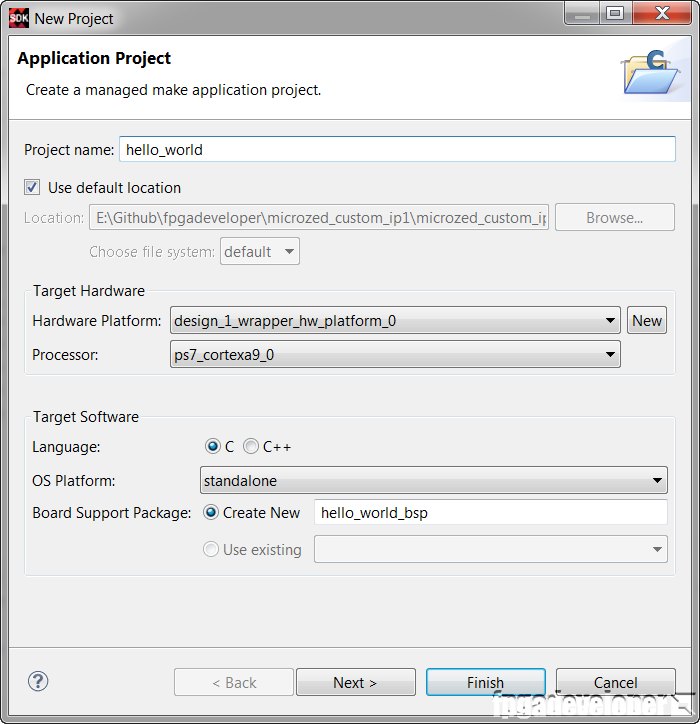 SDK New Project
Application Project
Create a managed make application project.
C
Project name: hello_world
Use default location
Location: E:\Github\fpgadeveloper\microzed_custom_ip1\microzed_custom_ip Browse...
Choose file system: default
Target Hardware
Hardware Platform: design_1_wrapper_hw_platform_0 New
Processor: ps7_cortexa9_0
Target Software
Language: C C++
OS Platform: standalone
Board Support Package: Create New hello_world_bsp
Use existing
? < Back Next > Finish Cancel
fpgadeveloper